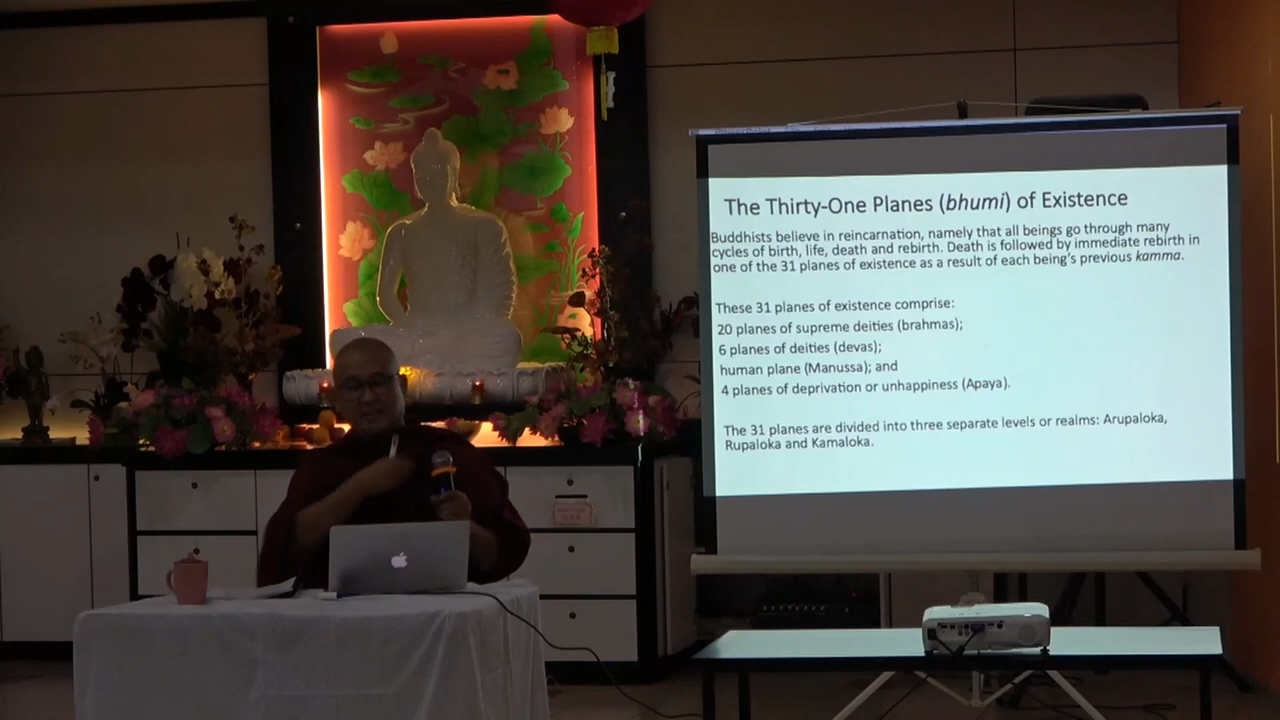 The Thirty-One Planes (bhumi) of Existence
Buddhists believe in reincarnation, namely that all beings go through many
cycles of birth, life, death and rebirth. Death is followed by immediate rebirth in
one of the 31 planes of existence as a result of each being's previous kamma.
These 31 planes of existence comprise:
20 planes of supreme deities (brahmas);
6 planes of deities (devas);
human plane (Manussa); and
4 planes of deprivation or unhappiness (Apaya).
The 31 planes are divided into three separate levels or realms: Arupaloka,
Rupaloka and Kamaloka.